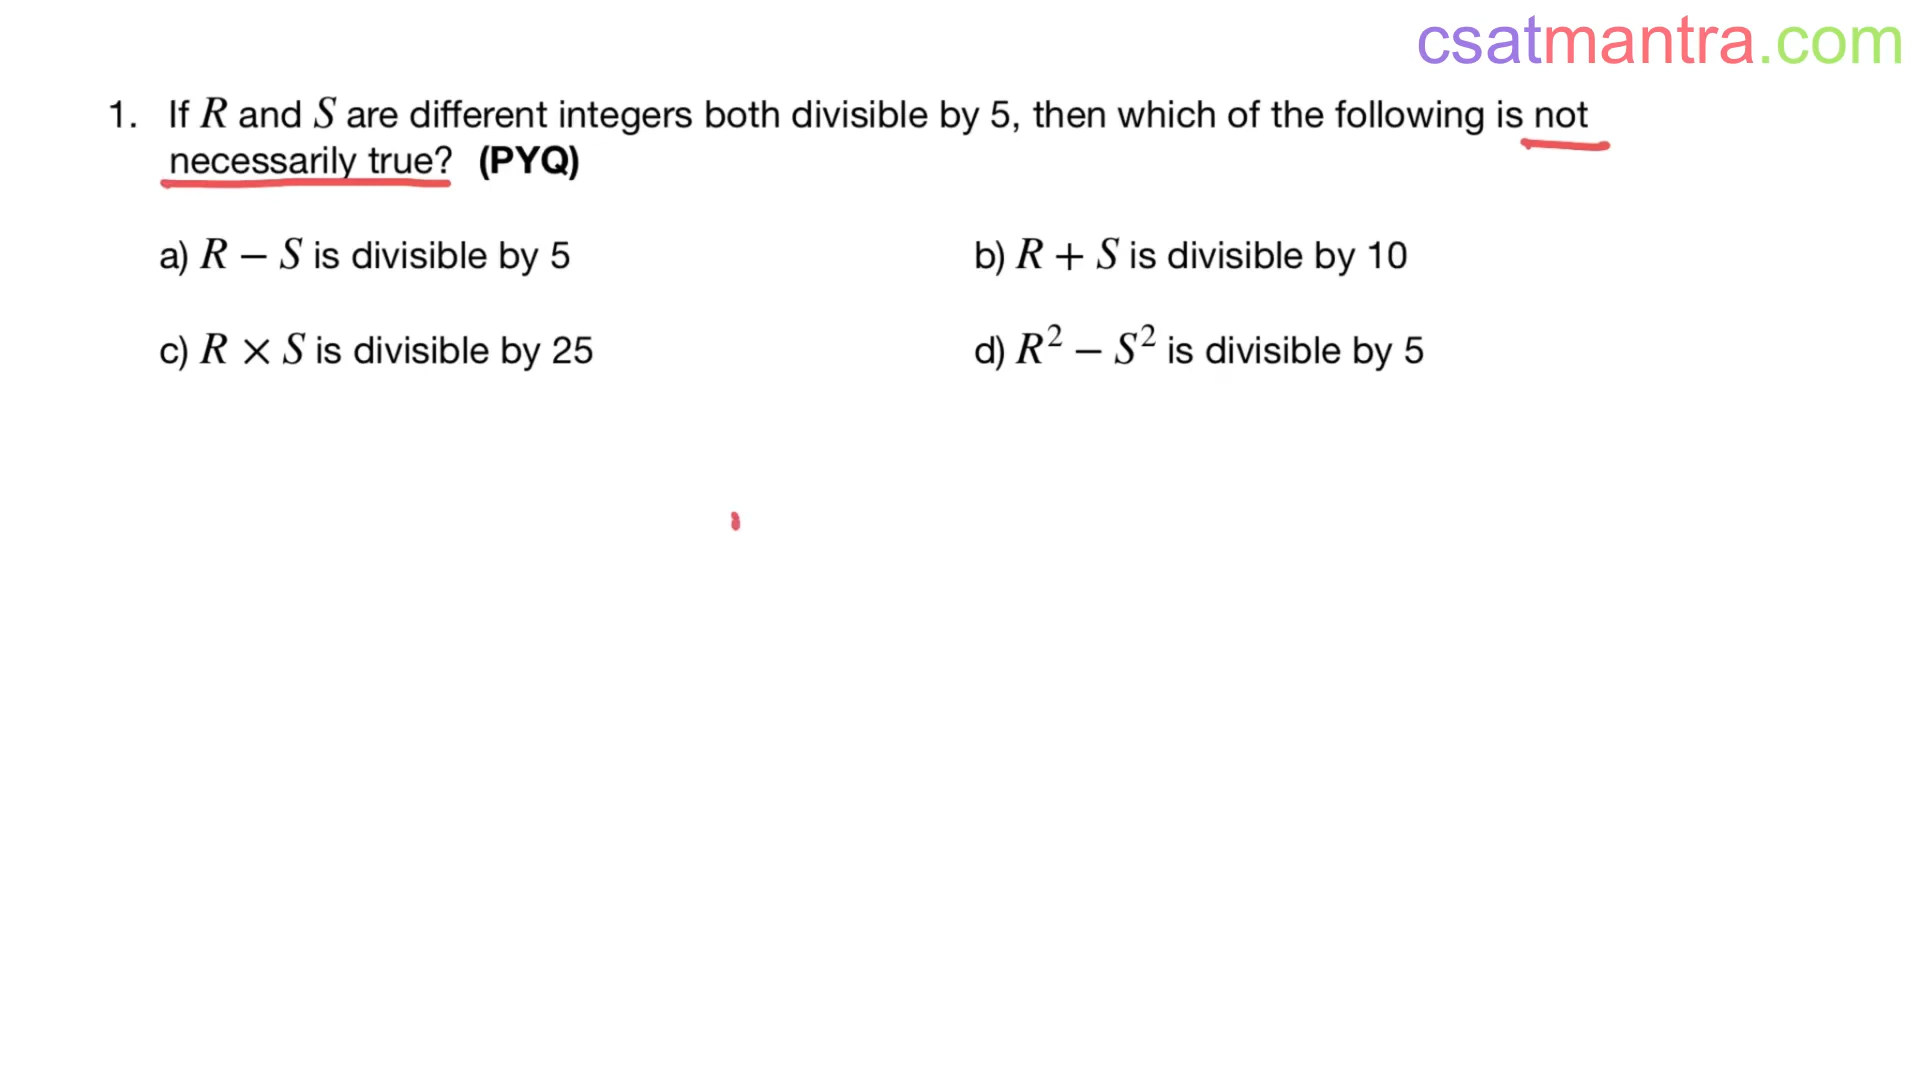 csatmantra.com
1. If R and S are different integers both divisible by 5, then which of the following is not
necessarily true? (PYQ)
a) R − S is divisible by 5
b) R + S is divisible by 10
c) R × S is divisible by 25
d) R² − S² is divisible by 5